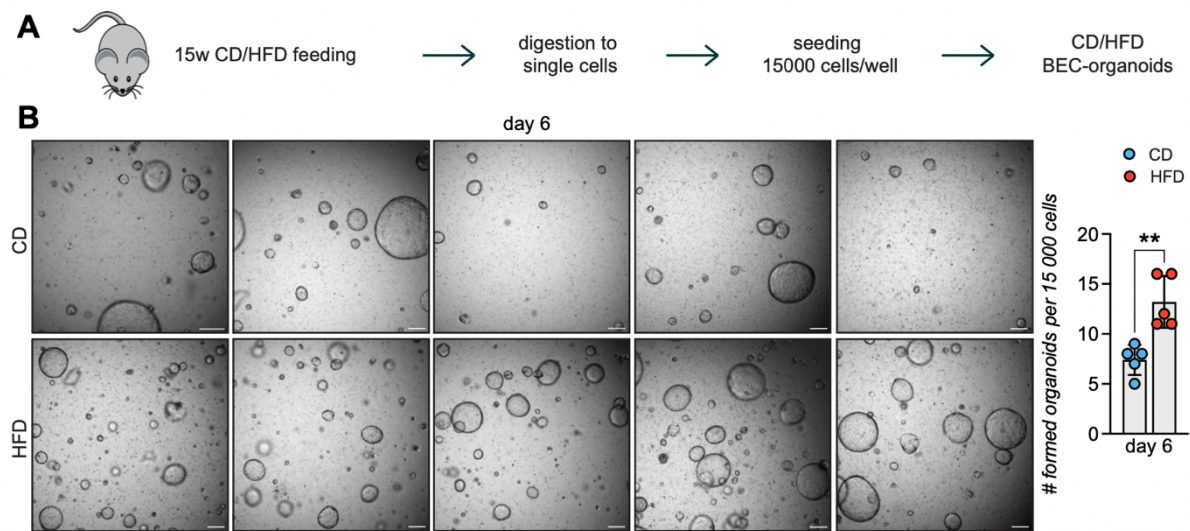 A
15w CD/HFD feeding
digestion to
single cells
seeding
15000 cells/well
CD/HFD
BEC-organoids
B
day 6
CD
HFD
CD
HFD
# formed organoids per 15 000 cells
**
20
15
10
5
0
day 6